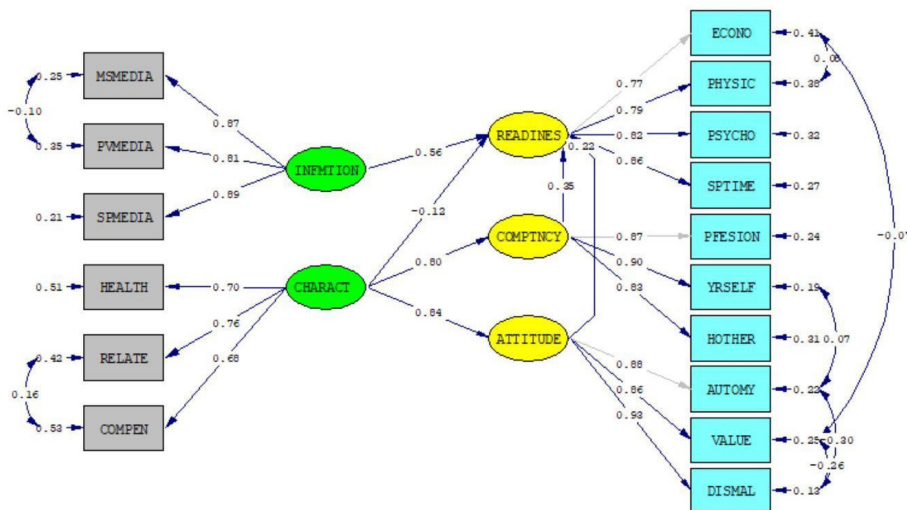 ECONO
0.41
0.25
MSMEDIA
0.08
0.77
PHYSIC
0.38
-0.10
0.87
0.79
0.35
PVMEDIA
READINES
0.82
PSYCHO
0.32
0.81
0.22
0.56
0.86
INFMTION
SPTIME
0.27
0.89
0.35
0.21
SPMEDIA
-0.12
COMPTNCY
0.87
PFESION
0.24
-0.07
0.80
0.90
0.51
HEALTH
0.70
CHARACT
0.83
YRSELF
0.19
0.84
0.76
ATTITUDE
HOTHER
0.31
0.07
0.42
RELATE
0.68
0.88
0.16
0.86
AUTOMY
0.22
0.93
0.53
COMPEN
VALUE
0.25
-0.30
-0.26
DISMAL
0.13